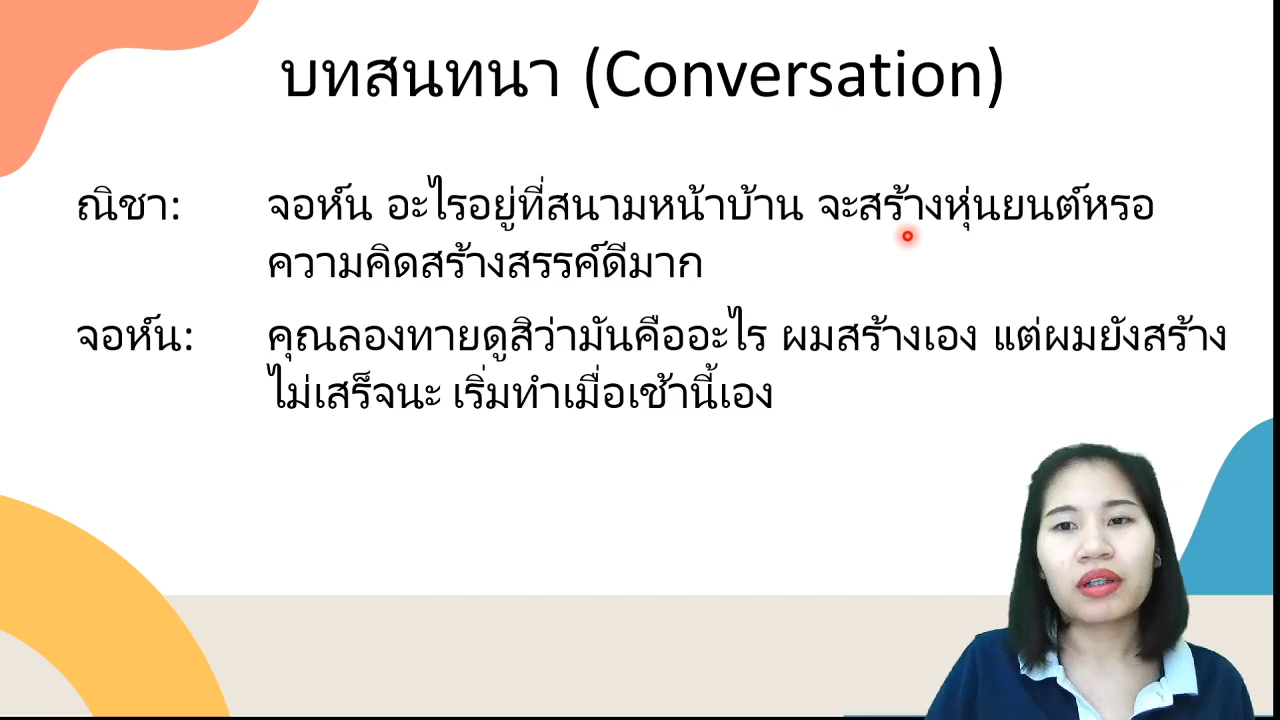 บทสนทนา (Conversation)
ณิชา: จอห์น อะไรอยู่ที่สนามหน้าบ้าน จะสร้างหุ่นยนต์หรอ
ความคิดสร้างสรรค์ดีมาก
จอห์น: คุณลองทายดูสิว่ามันคืออะไร ผมสร้างเอง แต่ผมยังสร้าง
ไม่เสร็จนะ เริ่มทำเมื่อเช้านี้เอง